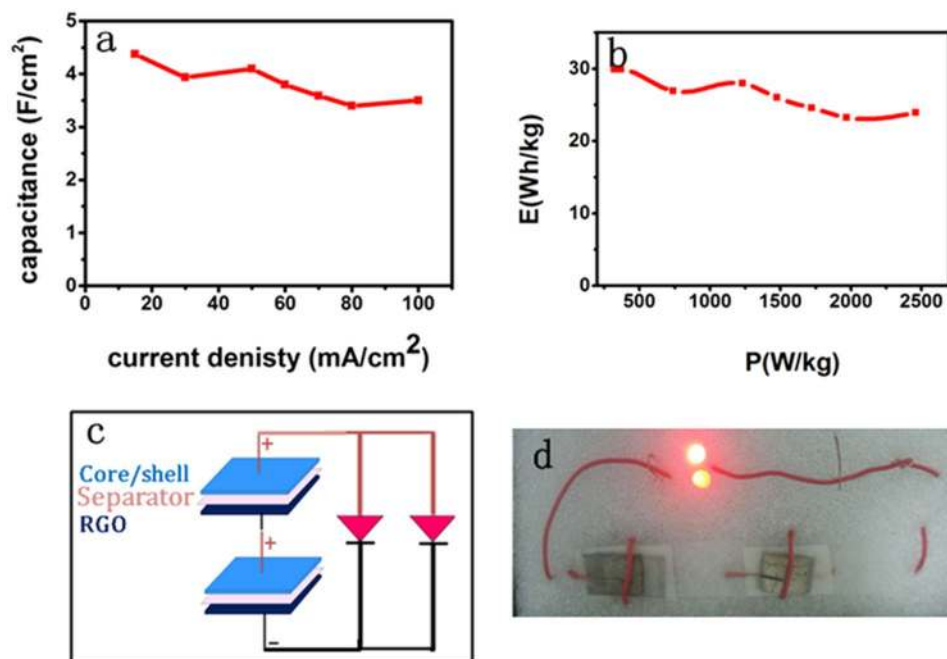 a
capacitance (F/cm²)
5
4
3
2
1
0
0 20 40 60 80 100
current denisty (mA/cm²)
b
E(Wh/kg)
30
20
10
0
500 1000 1500 2000 2500
P(W/kg)
c
Core/shell
Separator
RGO
+
+
−
d